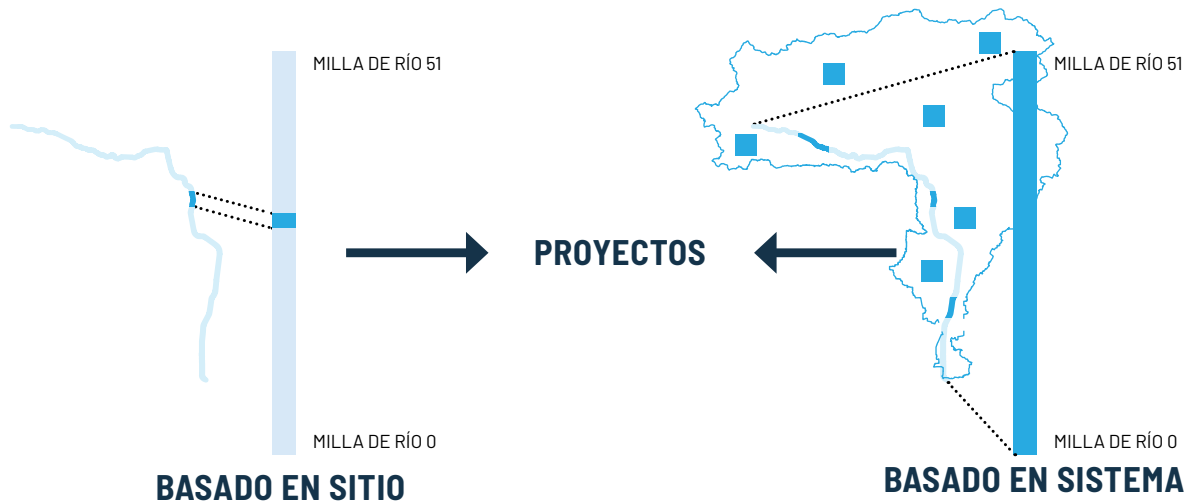 MILLA DE RÍO 51
MILLA DE RÍO 51
PROYECTOS
MILLA DE RÍO 0
MILLA DE RÍO 0
BASADO EN SITIO
BASADO EN SISTEMA